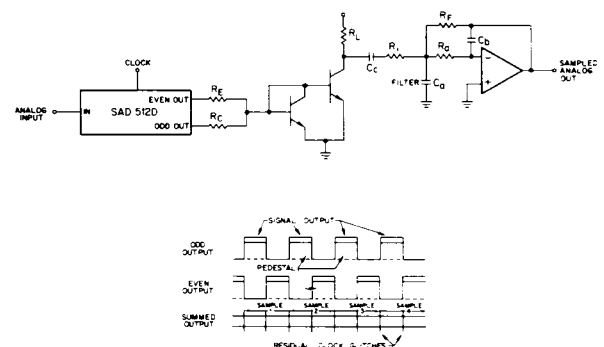 R_L
R_F
CLOCK
C_c
R_a
C_b
EVEN OUT
R_E
FILTER
C_a
SAMPLED
ANALOG
OUT
ANALOG
INPUT
IN
SAD 512D
ODD OUT
R_C
-
+
SIGNAL OUTPUT
ODD
OUTPUT
PEDESTAL
EVEN
OUTPUT
SAMPLE
1
SAMPLE
2
SAMPLE
3
SAMPLE
4
SUMMED
OUTPUT
RESIDUAL CLOCK GLITCHES